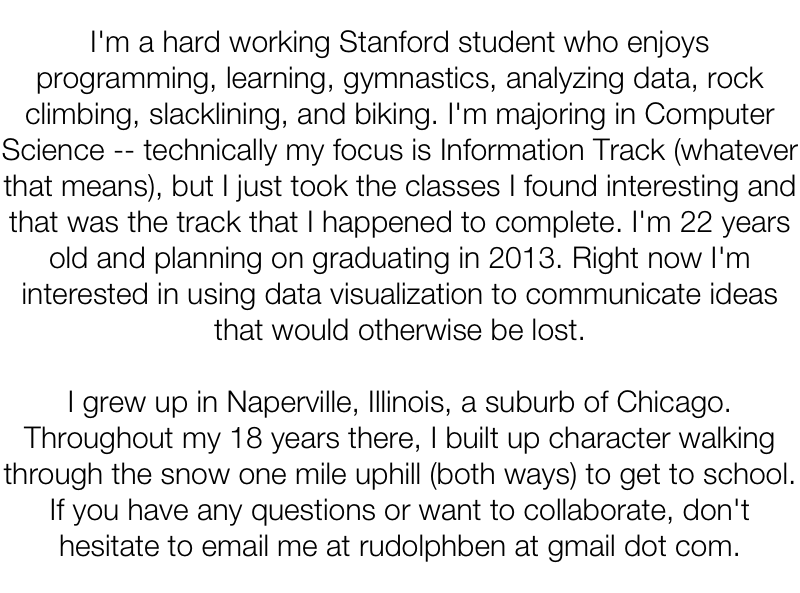 I'm a hard working Stanford student who enjoys
programming, learning, gymnastics, analyzing data, rock
climbing, slacklining, and biking. I'm majoring in Computer
Science -- technically my focus is Information Track (whatever
that means), but I just took the classes I found interesting and
that was the track that I happened to complete. I'm 22 years
old and planning on graduating in 2013. Right now I'm
interested in using data visualization to communicate ideas
that would otherwise be lost.
I grew up in Naperville, Illinois, a suburb of Chicago.
Throughout my 18 years there, I built up character walking
through the snow one mile uphill (both ways) to get to school.
If you have any questions or want to collaborate, don't
hesitate to email me at rudolphben at gmail dot com.